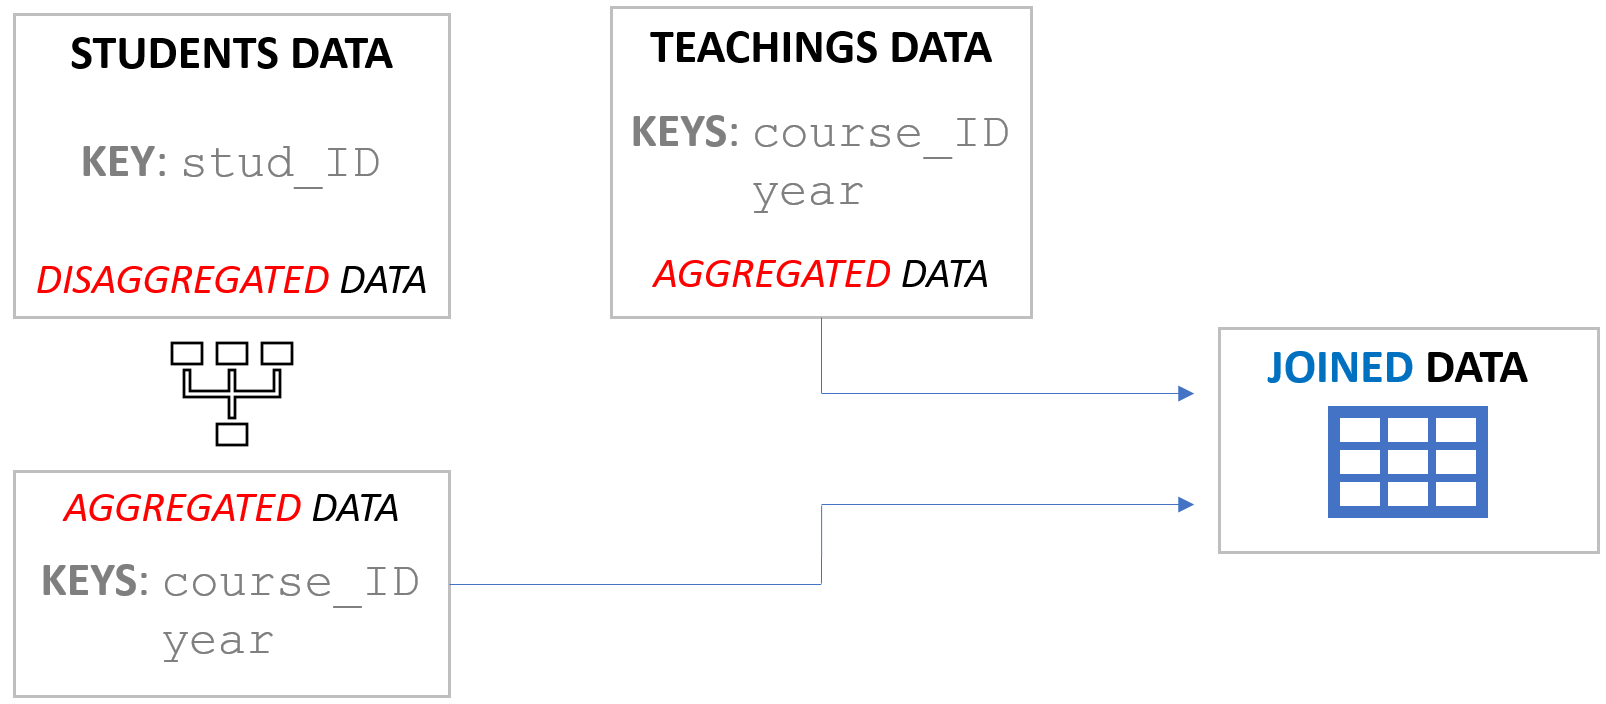 STUDENTS DATA
KEY: stud_ID
DISAGGREGATED DATA
AGGREGATED DATA
KEYS: course_ID
year
TEACHINGS DATA
KEYS: course_ID
year
AGGREGATED DATA
JOINED DATA